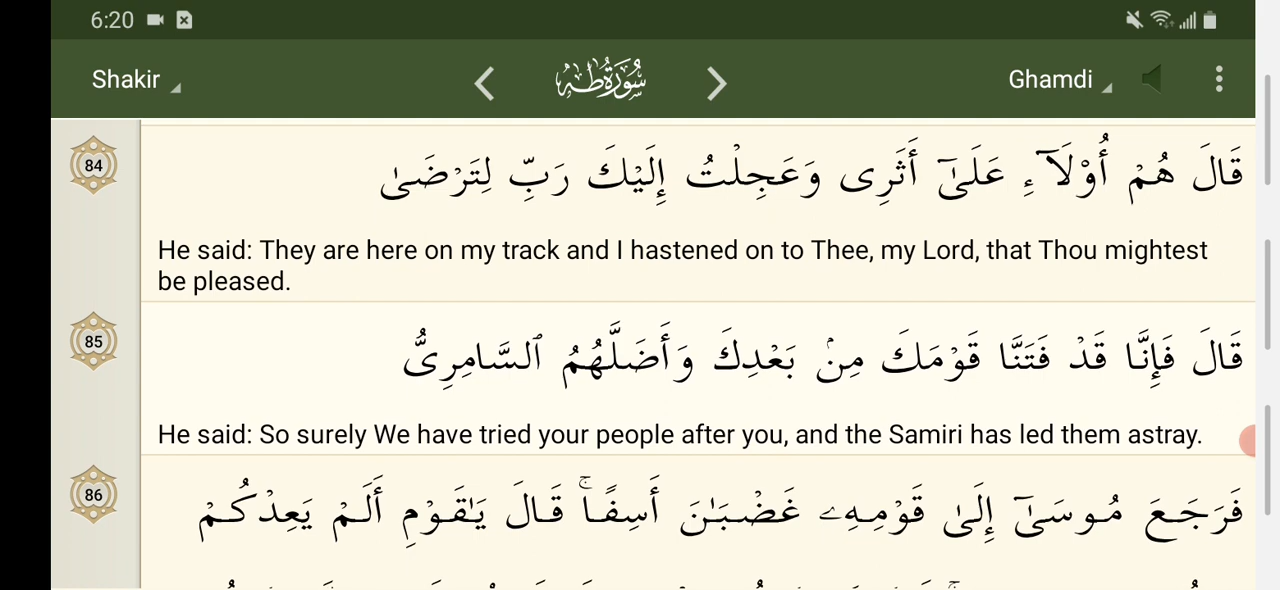 6:20
Shakir
سُورَةُ طه
Ghamdi
84
قَالَ هُمْ أُو۟لَآءِ عَلَىٰٓ أَثَرِى وَعَجِلْتُ إِلَيْكَ رَبِّ لِتَرْضَىٰ
He said: They are here on my track and I hastened on to Thee, my Lord, that Thou mightest
be pleased.
85
قَالَ فَإِنَّا قَدْ فَتَنَّا قَوْمَكَ مِنۢ بَعْدِكَ وَأَضَلَّهُمُ ٱلسَّامِرِىُّ
He said: So surely We have tried your people after you, and the Samiri has led them astray.
86
فَرَجَعَ مُوسَىٰٓ إِلَىٰ قَوْمِهِۦ غَضْبَـٰنَ أَسِفًاۚ قَالَ يَـٰقَوْمِ أَلَمْ يَعِدْكُمْ